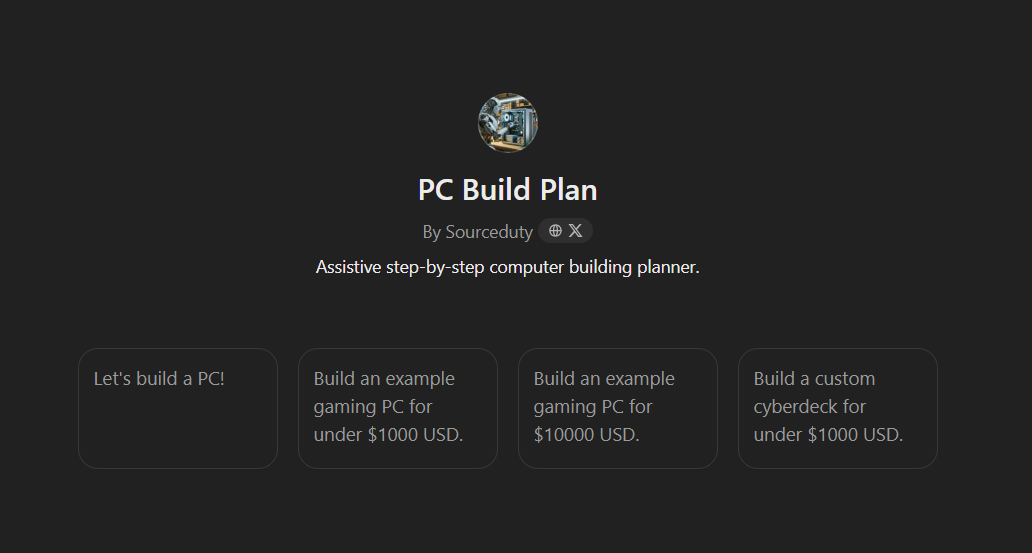 PC Build Plan
By Sourceduty
Assistive step-by-step computer building planner.
Let's build a PC!
Build an example
gaming PC for
under $1000 USD.
Build an example
gaming PC for
$10000 USD.
Build a custom
cyberdeck for
under $1000 USD.